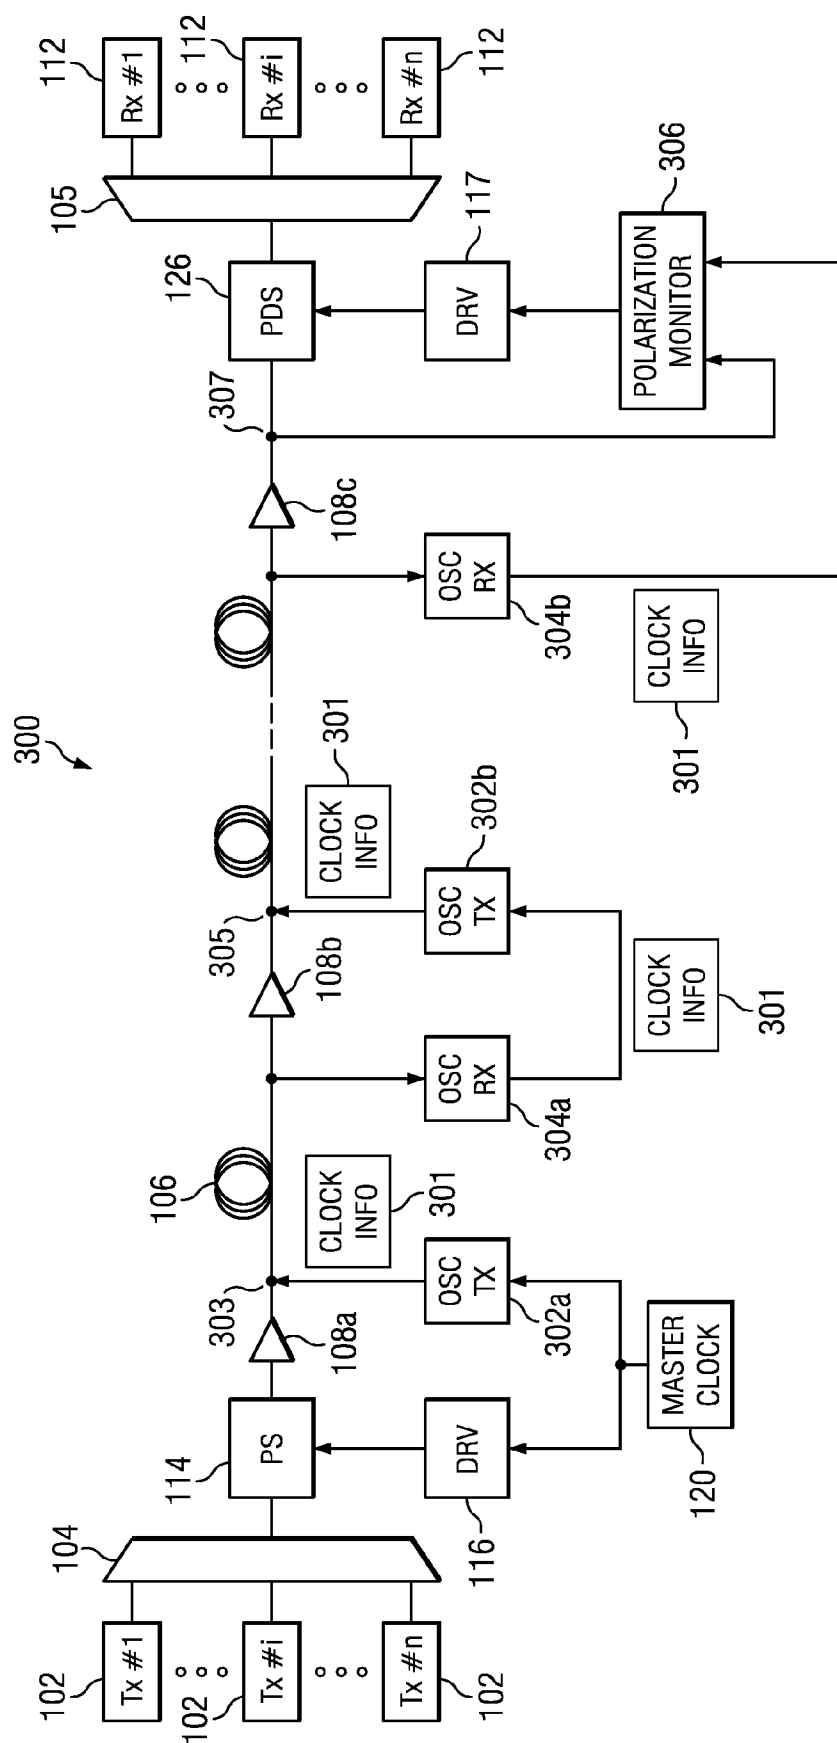 300
102
Tx #1
102
Tx #i
Tx #n
102
104
114
PS
116
DRV
120
MASTER
CLOCK
303
108a
OSC
TX
302a
CLOCK
INFO
301
106
OSC
RX
304a
CLOCK
INFO
301
305
108b
OSC
TX
302b
CLOCK
INFO
301
OSC
RX
304b
CLOCK
INFO
301
108c
307
126
PDS
DRV
117
POLARIZATION
MONITOR
306
105
112
Rx #1
112
Rx #i
Rx #n
112